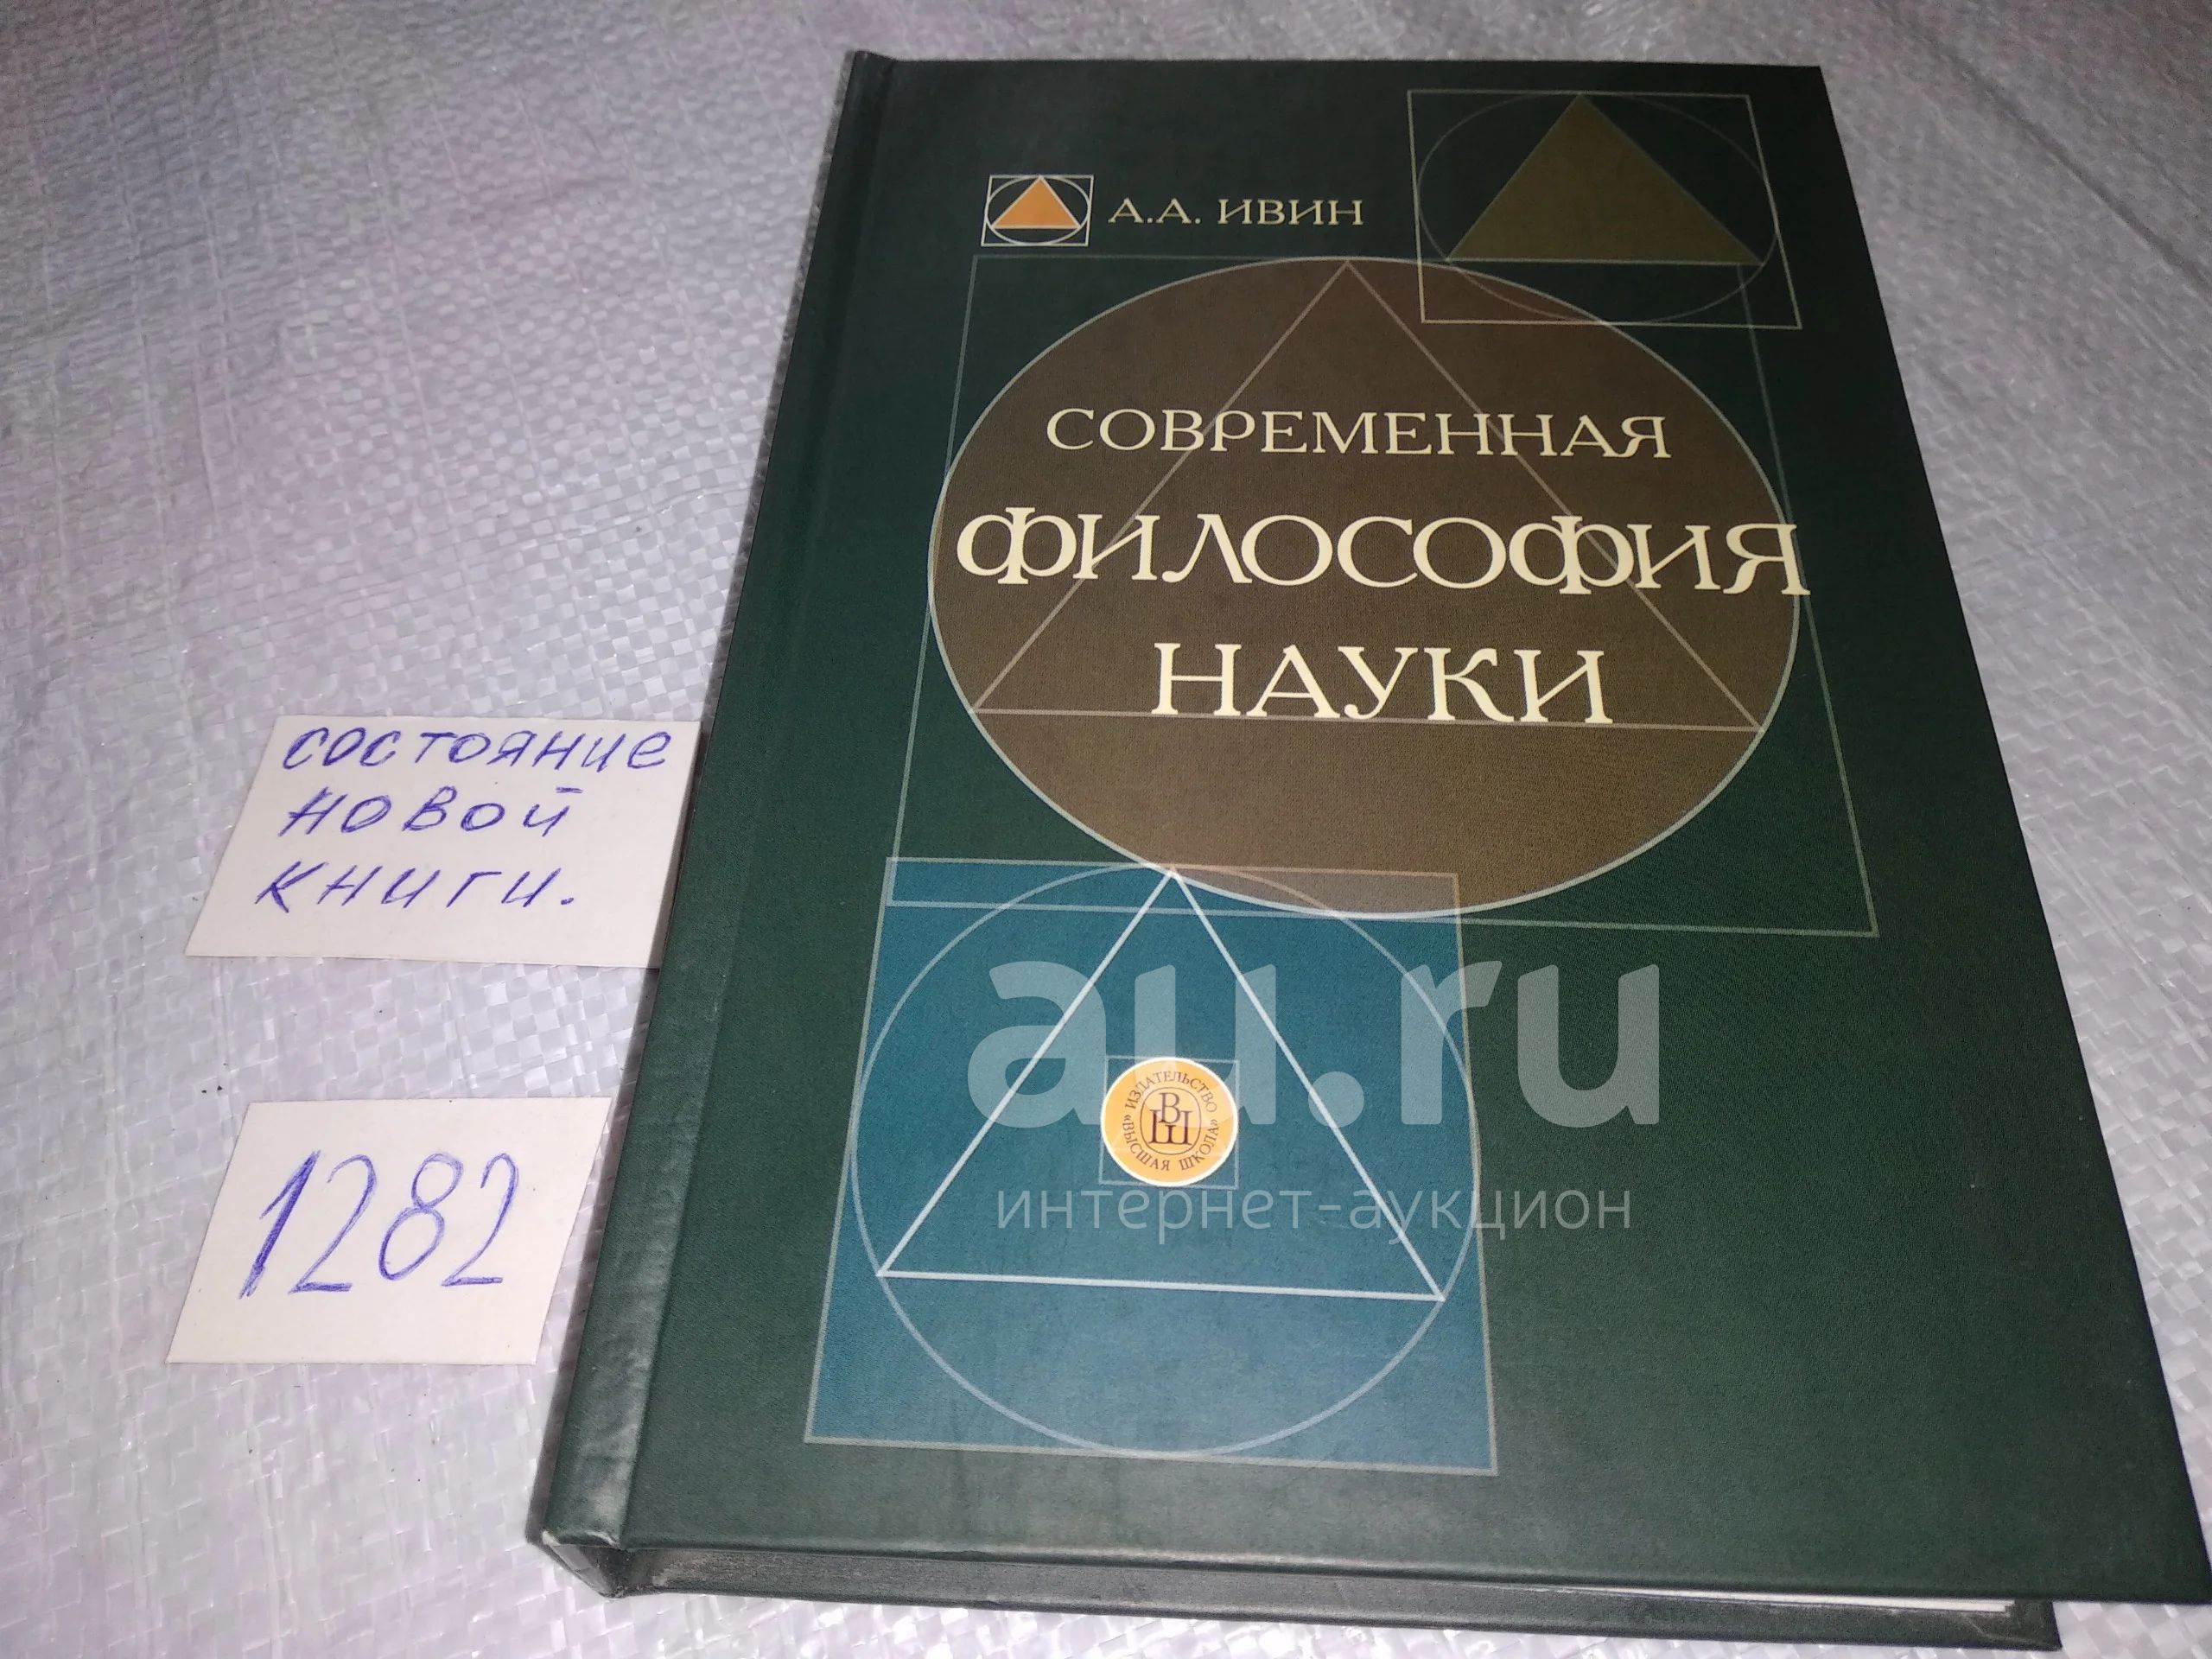 А.А. ИВИН
СОВРЕМЕННАЯ
ФИЛОСОФИЯ
НАУКИ
состояние
новой
книги.
1282
au.ru
интернет-аукцион
ИЗДАТЕЛЬСТВО
«ВЫСШАЯ ШКОЛА»
ВШ